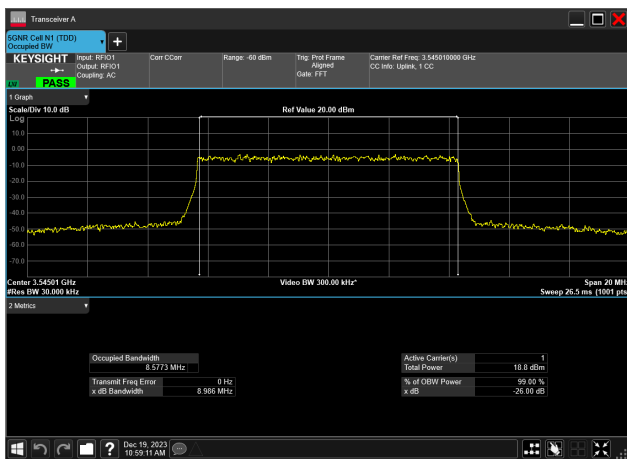 Transceiver A
5GNR Cell N1 (TDD)
Occupied BW
KEYSIGHT
LXI
PASS
Input: RFIO1
Output: RFIO1
Coupling: AC
Corr CCorr
Range: -60 dBm
Trig: Prot Frame
Aligned
Gate: FFT
Carrier Ref Freq: 3.545010000 GHz
CC Info: Uplink, 1 CC
1 Graph
Scale/Div 10.0 dB
Ref Value 20.00 dBm
Log
10.0
0.00
-10.0
-20.0
-30.0
-40.0
-50.0
-60.0
-70.0
Center 3.54501 GHz
Video BW 300.00 kHz*
Span 20 MHz
#Res BW 30.000 kHz
Sweep 26.5 ms (1001 pts
2 Metrics
Occupied Bandwidth
8.5773 MHz
Transmit Freq Error 0 Hz
x dB Bandwidth 8.986 MHz
Active Carrier(s) 1
Total Power 18.8 dBm
% of OBW Power 99.00 %
x dB -26.00 dB
?
Dec 19, 2023
10:59:11 AM